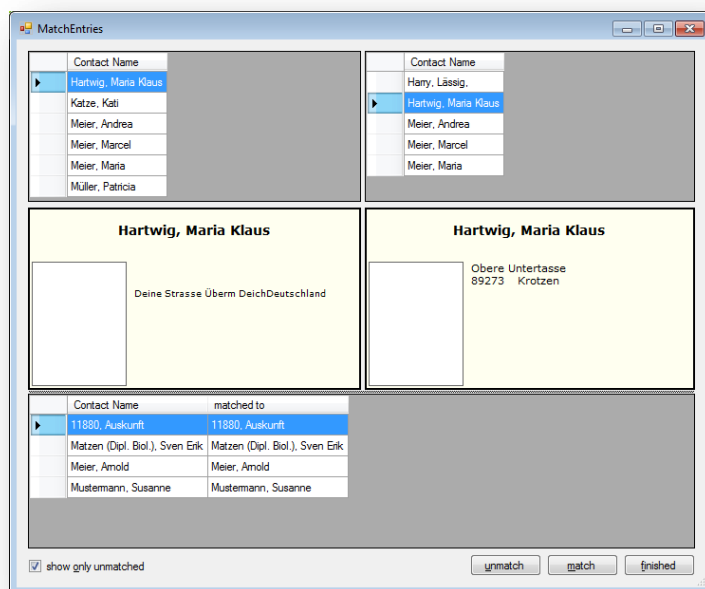 MatchEntries
Contact Name
Hartwig, Maria Klaus
Katze, Kati
Meier, Andrea
Meier, Marcel
Meier, Maria
Müller, Patricia
Contact Name
Harry, Lässig,
Hartwig, Maria Klaus
Meier, Andrea
Meier, Marcel
Meier, Maria
Hartwig, Maria Klaus
Deine Strasse Überm DeichDeutschland
Hartwig, Maria Klaus
Obere Untertasse
89273 Krotzen
Contact Name matched to
11880, Auskunft 11880, Auskunft
Matzen (Dipl. Biol.), Sven Erik Matzen (Dipl. Biol.), Sven Erik
Meier, Arnold Meier, Arnold
Mustermann, Susanne Mustermann, Susanne
show only unmatched
unmatch match finished